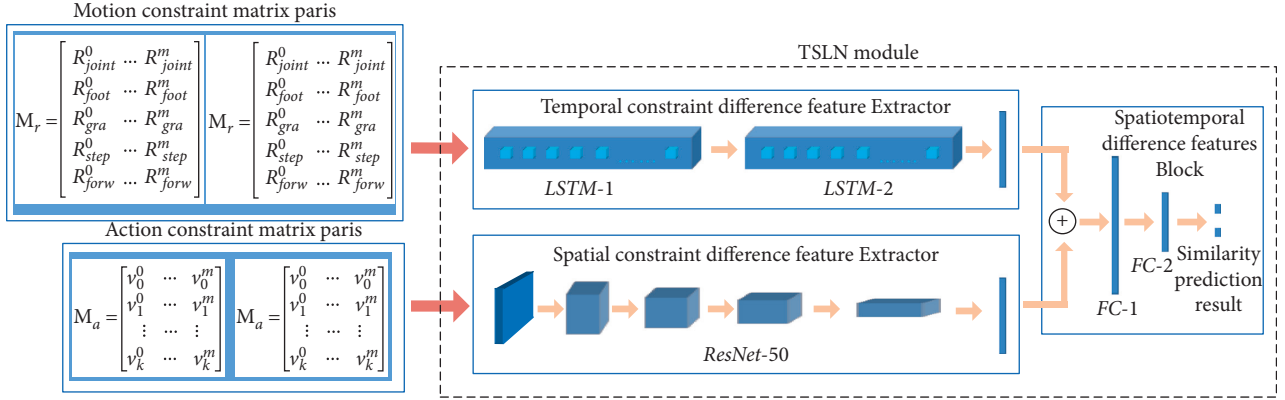 Motion constraint matrix paris
M_r = [ R^0_joint ... R^m_joint
R^0_foot ... R^m_foot
R^0_gra ... R^m_gra
R^0_step ... R^m_step
R^0_forw ... R^m_forw ]
M_r = [ R^0_joint ... R^m_joint
R^0_foot ... R^m_foot
R^0_gra ... R^m_gra
R^0_step ... R^m_step
R^0_forw ... R^m_forw ]
Action constraint matrix paris
M_a = [ v^0_0 ... v^m_0
v^0_1 ... v^m_1
⋮ ... ⋮
v^0_k ... v^m_k ]
M_a = [ v^0_0 ... v^m_0
v^0_1 ... v^m_1
⋮ ... ⋮
v^0_k ... v^m_k ]
TSLN module
Temporal constraint difference feature Extractor
LSTM-1
LSTM-2
Spatial constraint difference feature Extractor
ResNet-50
+
Spatiotemporal
difference features
Block
FC-1
FC-2
Similarity
prediction
result